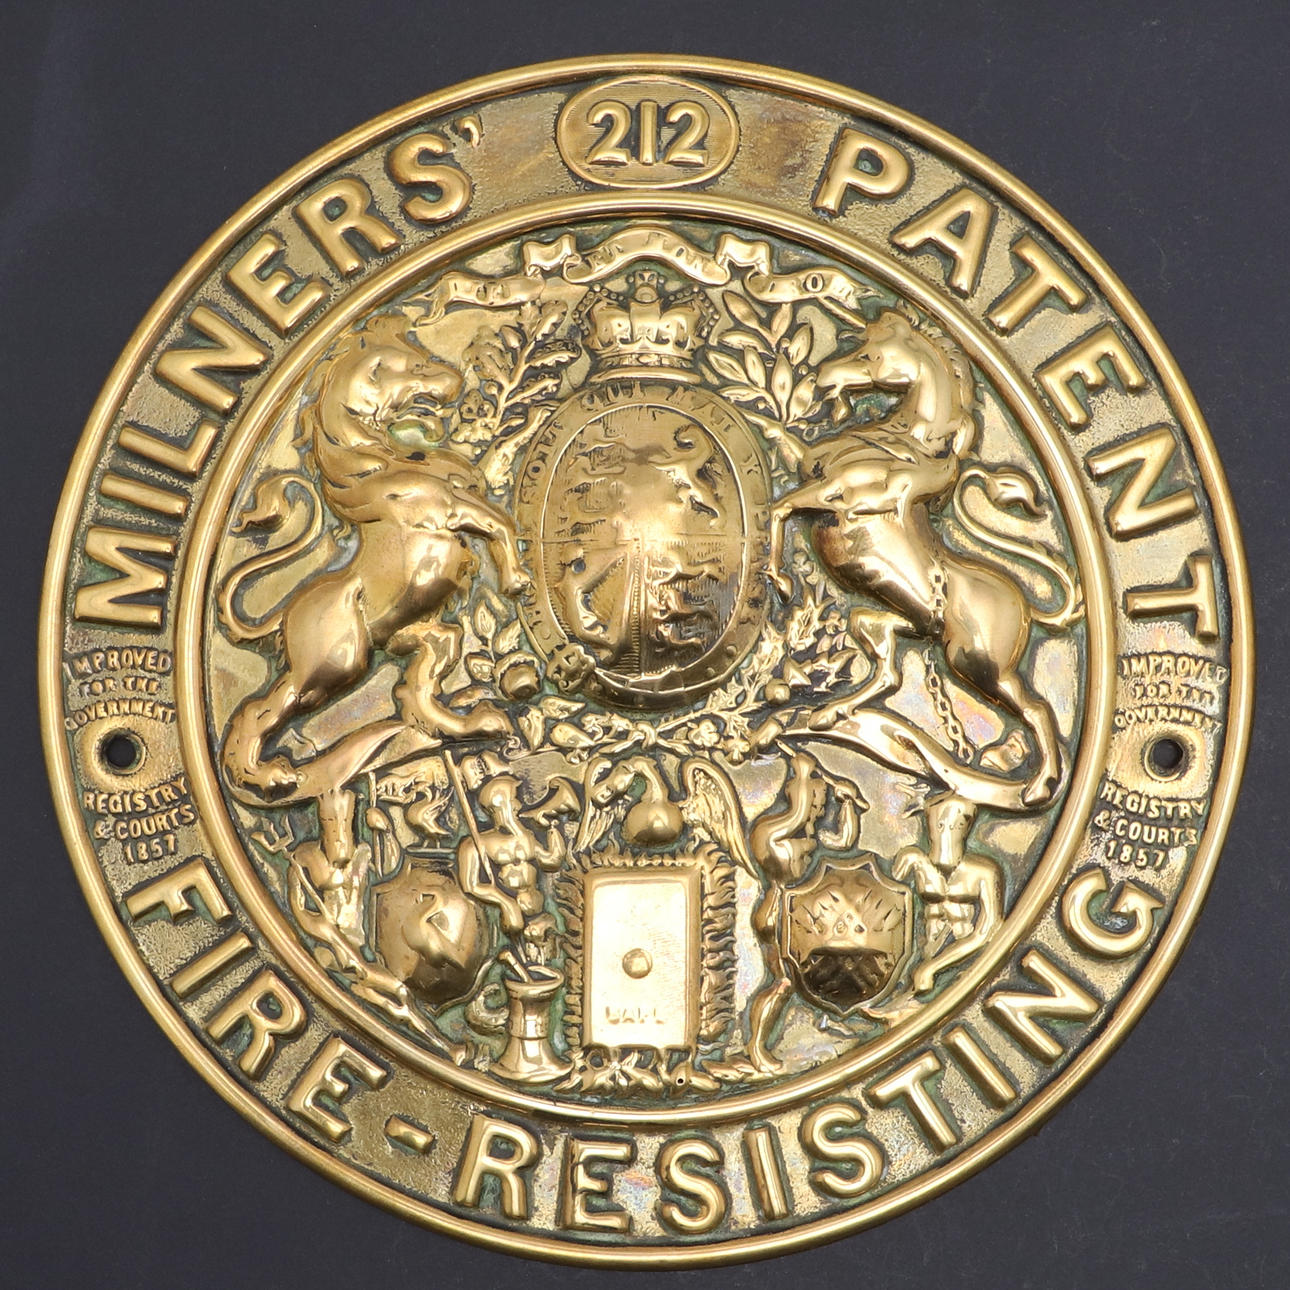 212
MILNERS' PATENT
FIRE-RESISTING
IMPROVED
FOR THE
GOVERNMENT
REGISTRY
& COURTS
1857
IMPROVED
FOR THE
GOVERNMENT
REGISTRY
& COURTS
1857